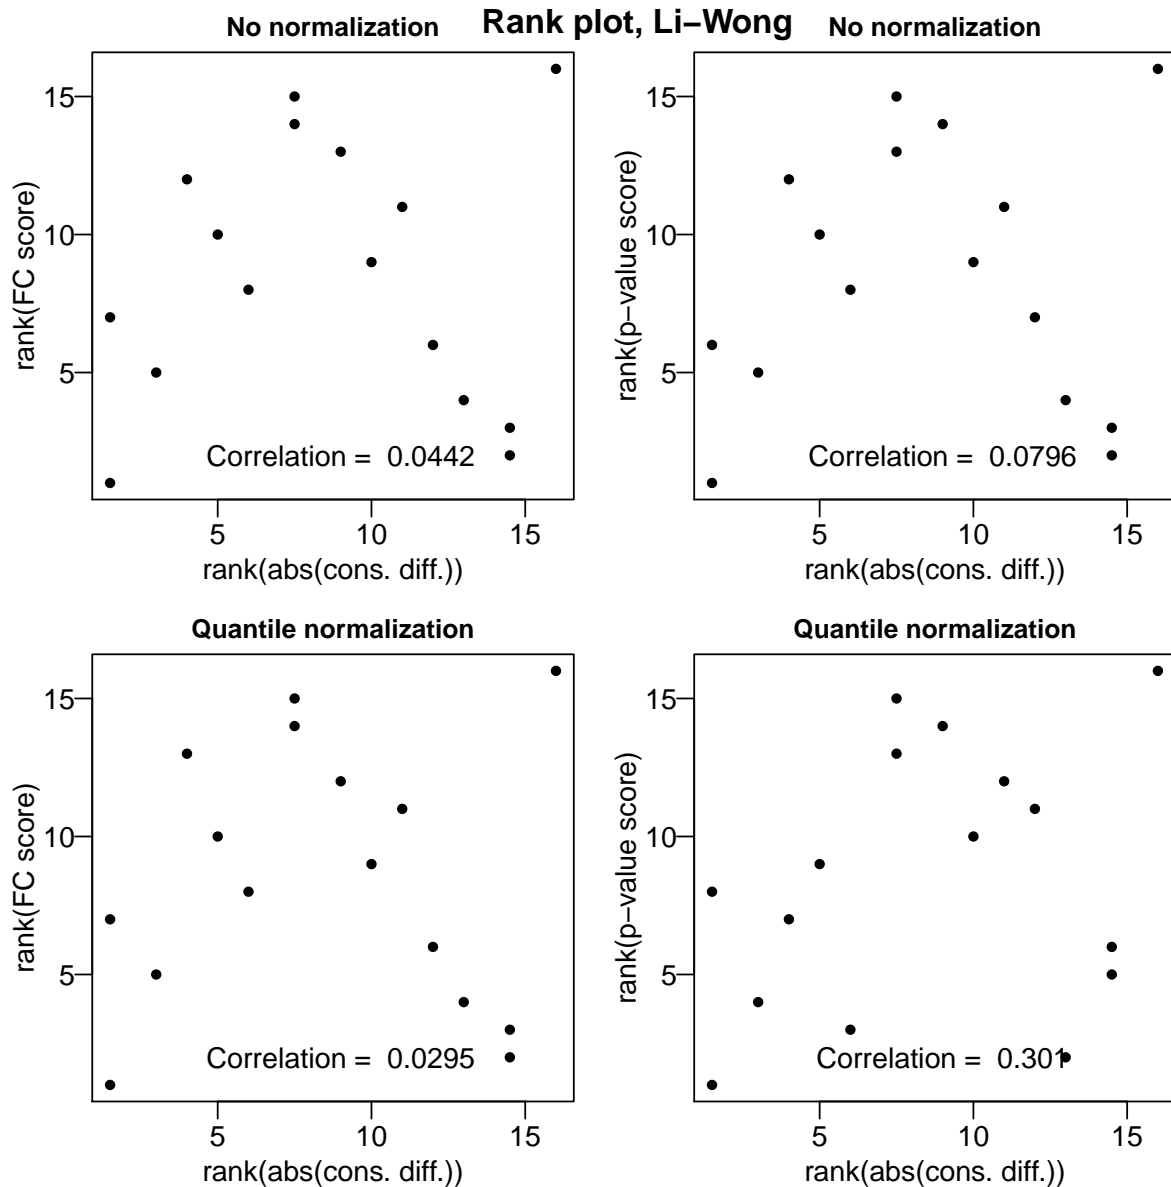 Rank plot, Li−Wong
No normalization
rank(FC score)
15
10
5
Correlation =  0.0442
5 10 15
rank(abs(cons. diff.))
No normalization
rank(p−value score)
15
10
5
Correlation =  0.0796
5 10 15
rank(abs(cons. diff.))
Quantile normalization
rank(FC score)
15
10
5
Correlation =  0.0295
5 10 15
rank(abs(cons. diff.))
Quantile normalization
rank(p−value score)
15
10
5
Correlation =  0.301
5 10 15
rank(abs(cons. diff.))